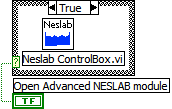 True
Neslab
?
Neslab ControlBox.vi
Open Advanced NESLAB module
TF